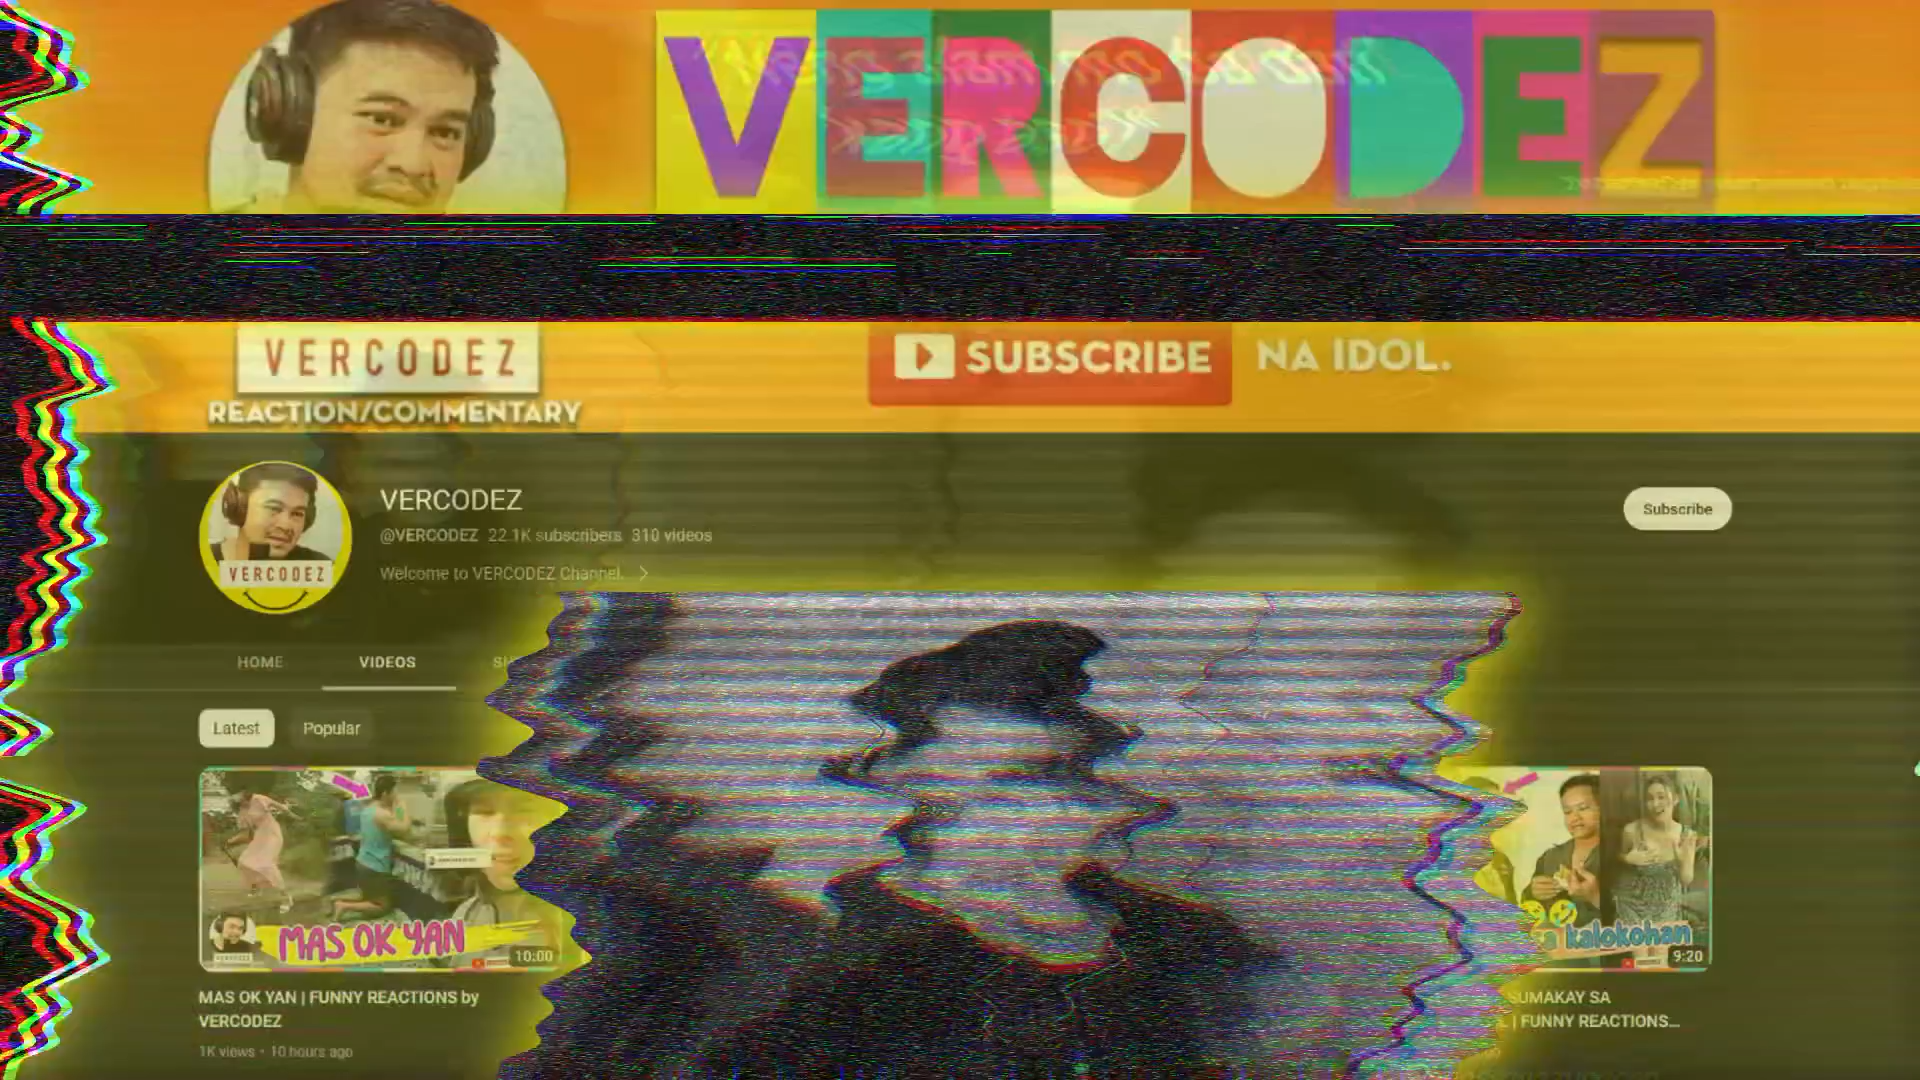 VERCODEZ
VERCODEZ
SUBSCRIBE NA IDOL.
REACTION/COMMENTARY
VERCODEZ
@VERCODEZ 22.1K subscribers 310 videos
Subscribe
Welcome to VERCODEZ Channel.
VERCODEZ
HOME VIDEOS
Latest Popular
MAS OK YAN
10:00
a kalokohan
9:20
MAS OK YAN | FUNNY REACTIONS by
VERCODEZ
1K views • 10 hours ago
SUMAKAY SA
| FUNNY REACTIONS...